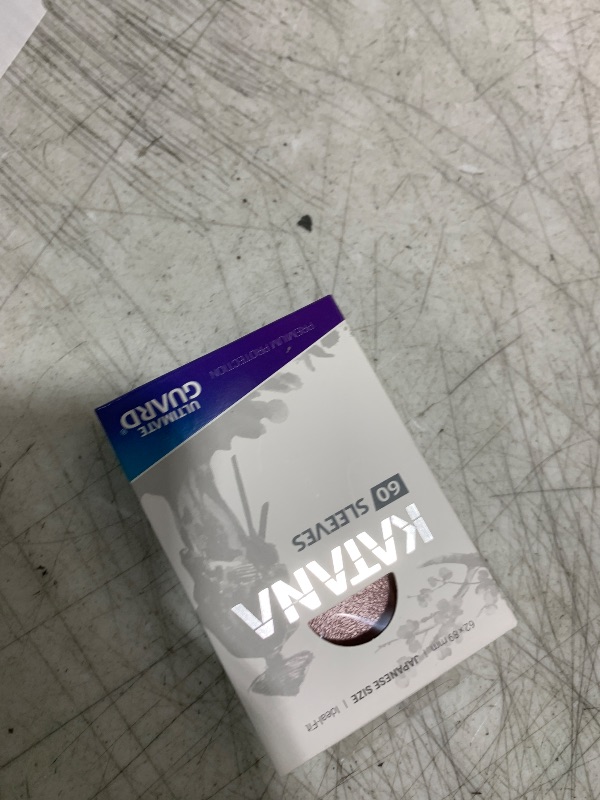 62 x 89 mm | JAPANESE SIZE | Ideal-Fit
KATANA
60 SLEEVES
ULTIMATE
GUARD®
PREMIUM PROTECTION